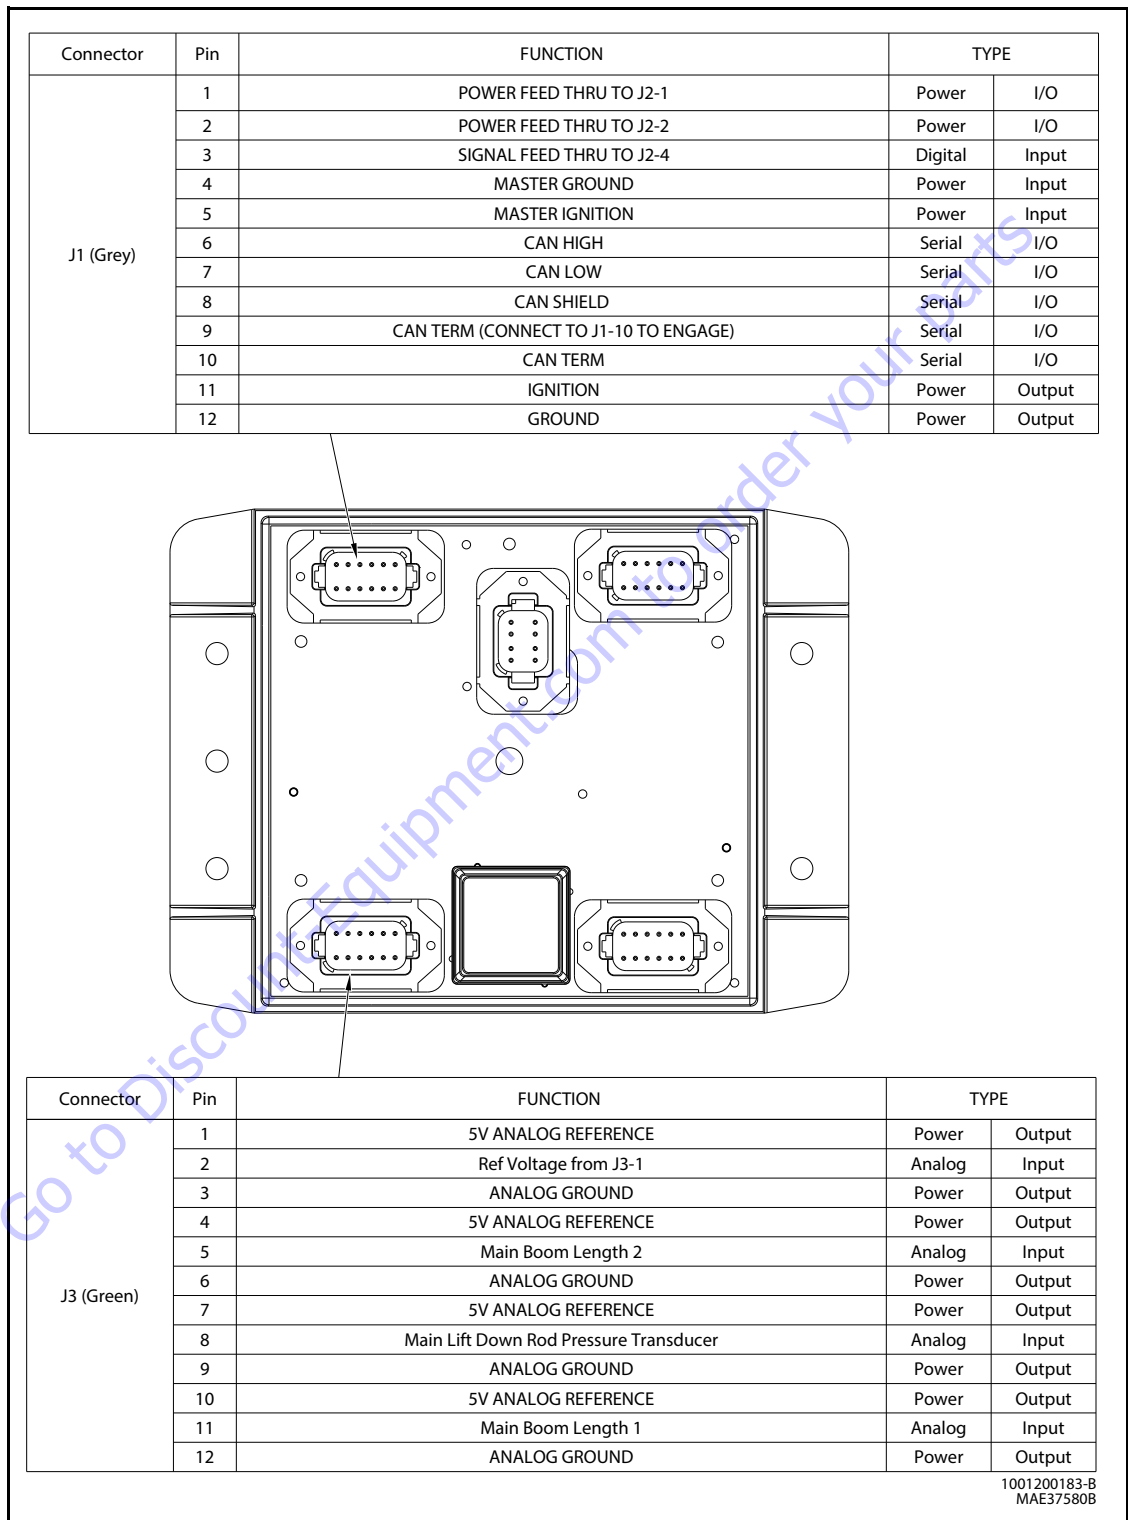 Connector Pin FUNCTION TYPE
J1 (Grey)
1 POWER FEED THRU TO J2-1 Power I/O
2 POWER FEED THRU TO J2-2 Power I/O
3 SIGNAL FEED THRU TO J2-4 Digital Input
4 MASTER GROUND Power Input
5 MASTER IGNITION Power Input
6 CAN HIGH Serial I/O
7 CAN LOW Serial I/O
8 CAN SHIELD Serial I/O
9 CAN TERM (CONNECT TO J1-10 TO ENGAGE) Serial I/O
10 CAN TERM Serial I/O
11 IGNITION Power Output
12 GROUND Power Output
Go to Discount-Equipment.com to order your parts
Connector Pin FUNCTION TYPE
J3 (Green)
1 5V ANALOG REFERENCE Power Output
2 Ref Voltage from J3-1 Analog Input
3 ANALOG GROUND Power Output
4 5V ANALOG REFERENCE Power Output
5 Main Boom Length 2 Analog Input
6 ANALOG GROUND Power Output
7 5V ANALOG REFERENCE Power Output
8 Main Lift Down Rod Pressure Transducer Analog Input
9 ANALOG GROUND Power Output
10 5V ANALOG REFERENCE Power Output
11 Main Boom Length 1 Analog Input
12 ANALOG GROUND Power Output
1001200183-B
MAE37580B